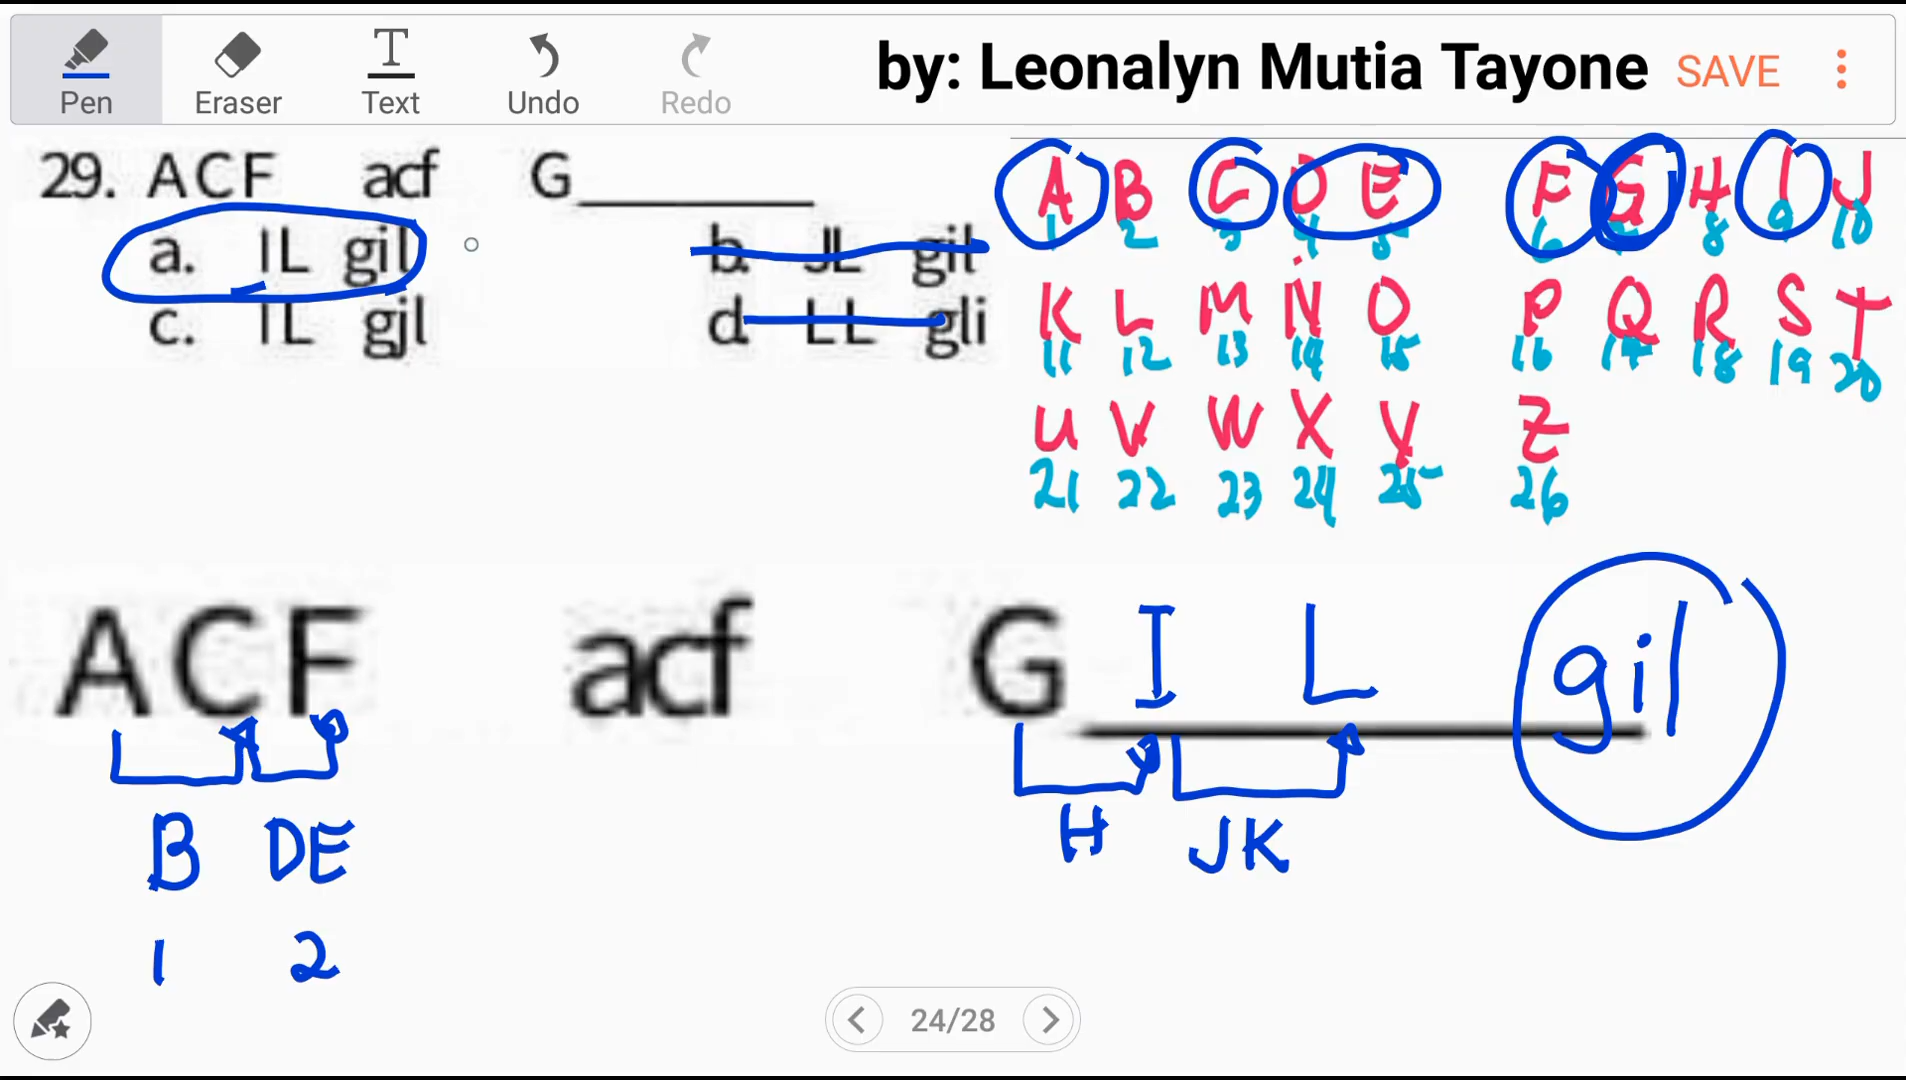 Pen Eraser Text Undo Redo by: Leonalyn Mutia Tayone SAVE
29. ACF acf G__________
a. IL gil b. JL gil
c. IL gjl d. LL gli
A B C D E F G H I J
1 2 3 4 5 6 7 8 9 10
K L M N O P Q R S T
11 12 13 14 15 16 17 18 19 20
U V W X Y Z
21 22 23 24 25 26
ACF acf G I L gil
B DE H JK
1 2
24/28